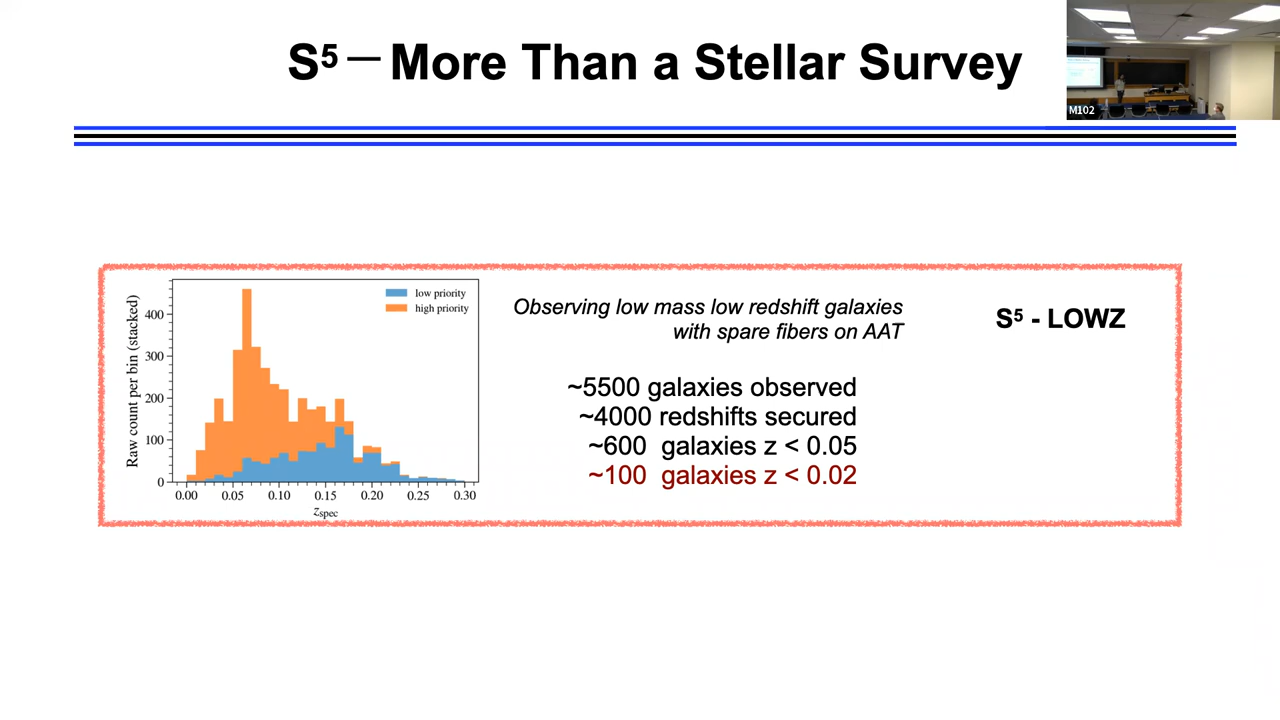 S⁵ — More Than a Stellar Survey
M102
Raw count per bin (stacked)
400
300
200
100
0
low priority
high priority
0.00 0.05 0.10 0.15 0.20 0.25 0.30
zspec
Observing low mass low redshift galaxies
with spare fibers on AAT
~5500 galaxies observed
~4000 redshifts secured
~600 galaxies z < 0.05
~100 galaxies z < 0.02
S⁵ - LOWZ